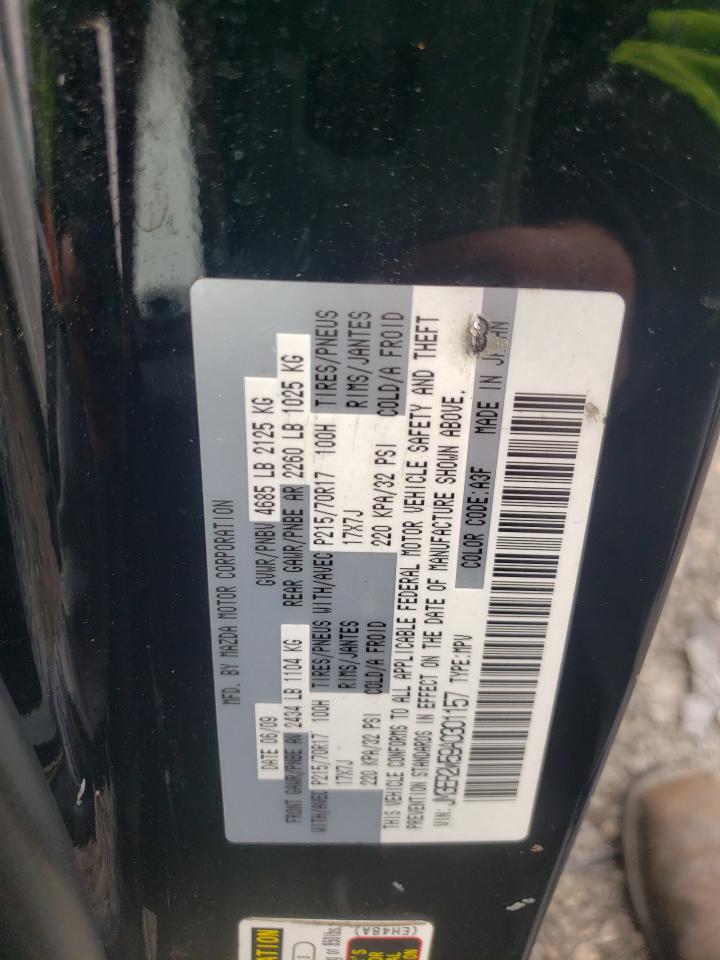 MFD. BY MAZDA MOTOR CORPORATION
DATE 06/09 GVWR/PNBV 4685 LB 2125 KG
FRONT GAWR/PNBE AV 2434 LB 1104 KG REAR GAWR/PNBE AR 2260 LB 1025 KG
WITH/AVEC P215/70R17 100H TIRES/PNEUS WITH/AVEC P215/70R17 100H TIRES/PNEUS
17X7J RIMS/JANTES 17X7J RIMS/JANTES
220 KPA/32 PSI COLD/A FROID 220 KPA/32 PSI COLD/A FROID
THIS VEHICLE CONFORMS TO ALL APPLICABLE FEDERAL MOTOR VEHICLE SAFETY AND THEFT
PREVENTION STANDARDS IN EFFECT ON THE DATE OF MANUFACTURE SHOWN ABOVE.
VIN: JM3ER2W59A0301157 TYPE:MPV COLOR CODE:A3F MADE IN JAPAN
ATION
3
850lbs.
(EH48A)